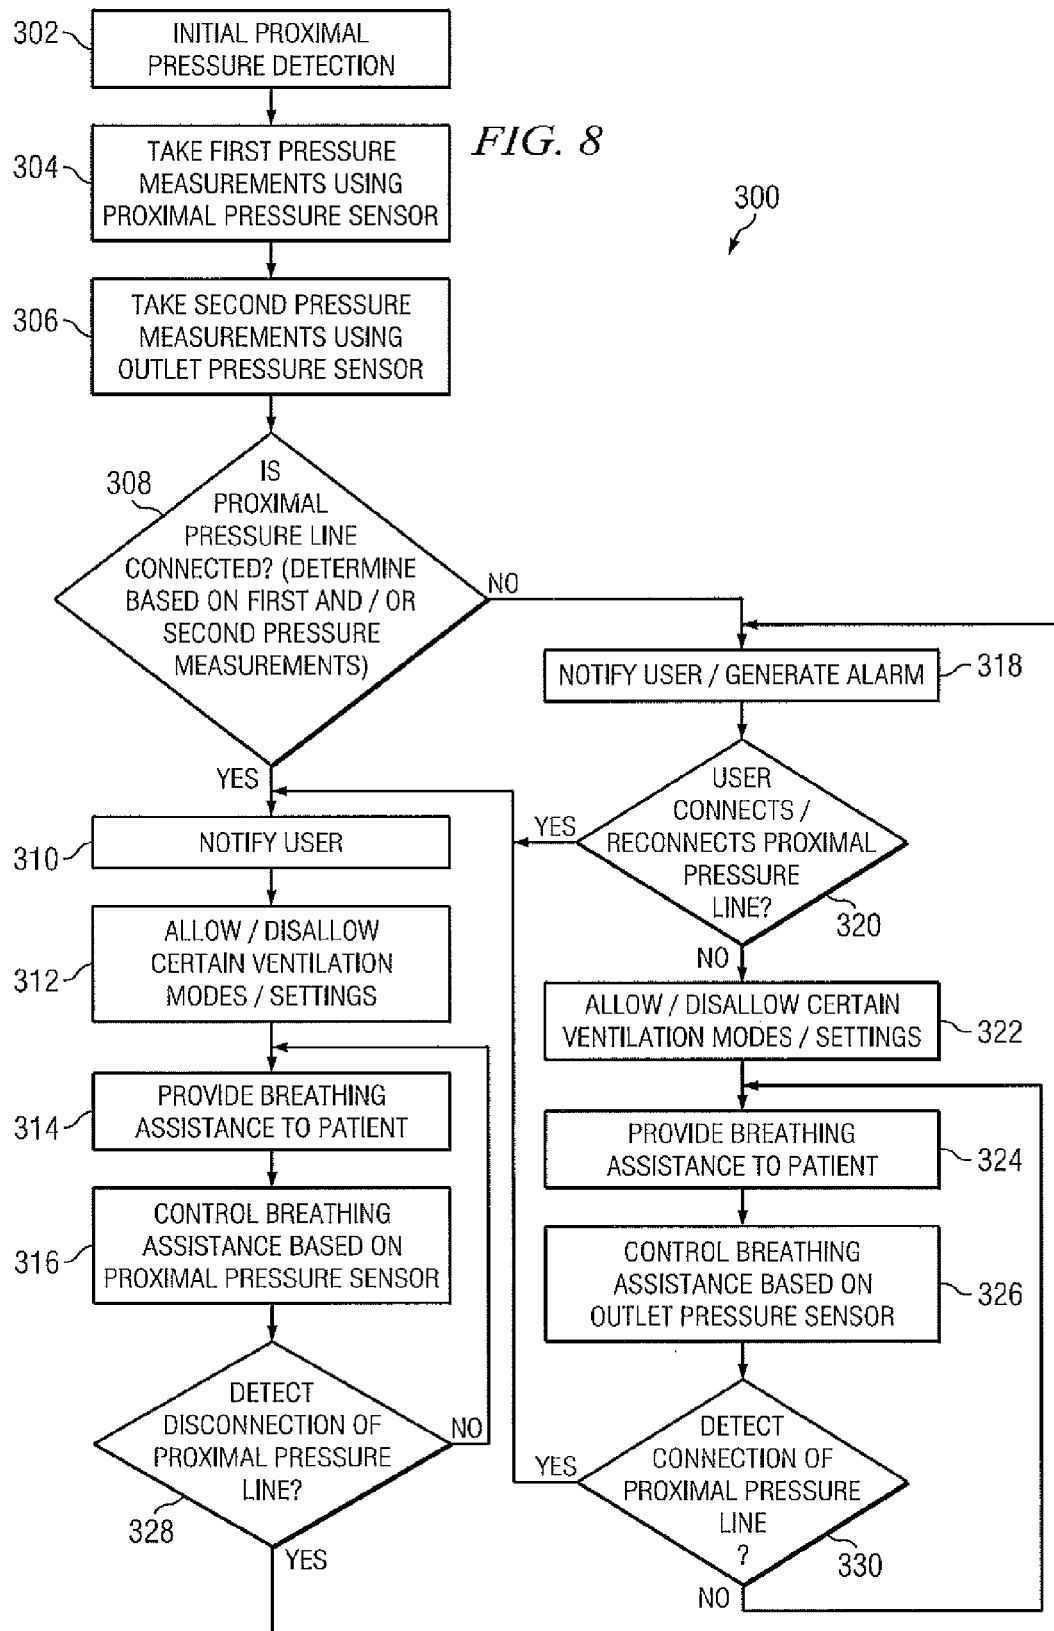 302
INITIAL PROXIMAL
PRESSURE DETECTION
FIG. 8
304
TAKE FIRST PRESSURE
MEASUREMENTS USING
PROXIMAL PRESSURE SENSOR
300
306
TAKE SECOND PRESSURE
MEASUREMENTS USING
OUTLET PRESSURE SENSOR
308
IS
PROXIMAL
PRESSURE LINE
CONNECTED? (DETERMINE
BASED ON FIRST AND / OR
SECOND PRESSURE
MEASUREMENTS)
NO
YES
NOTIFY USER / GENERATE ALARM
318
USER
CONNECTS /
RECONNECTS PROXIMAL
PRESSURE
LINE?
320
YES
NO
310
NOTIFY USER
312
ALLOW / DISALLOW
CERTAIN VENTILATION
MODES / SETTINGS
ALLOW / DISALLOW CERTAIN
VENTILATION MODES / SETTINGS
322
314
PROVIDE BREATHING
ASSISTANCE TO PATIENT
PROVIDE BREATHING
ASSISTANCE TO PATIENT
324
316
CONTROL BREATHING
ASSISTANCE BASED ON
PROXIMAL PRESSURE SENSOR
CONTROL BREATHING
ASSISTANCE BASED ON
OUTLET PRESSURE SENSOR
326
DETECT
DISCONNECTION OF
PROXIMAL PRESSURE
LINE?
328
NO
YES
DETECT
CONNECTION OF
PROXIMAL PRESSURE
LINE
?
330
YES
NO